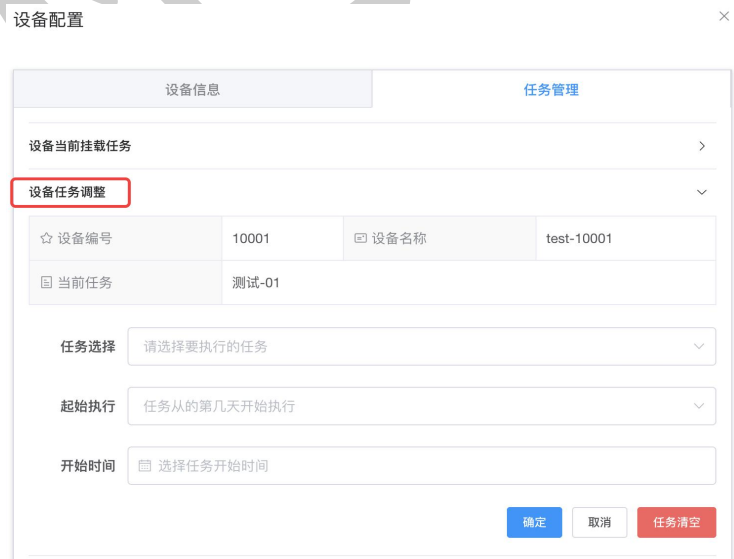 设备配置
设备信息 任务管理
设备当前挂载任务
设备任务调整
设备编号 10001 设备名称 test-10001
当前任务 测试-01
任务选择 请选择要执行的任务
起始执行 任务从的第几天开始执行
开始时间 选择任务开始时间
确定 取消 任务清空